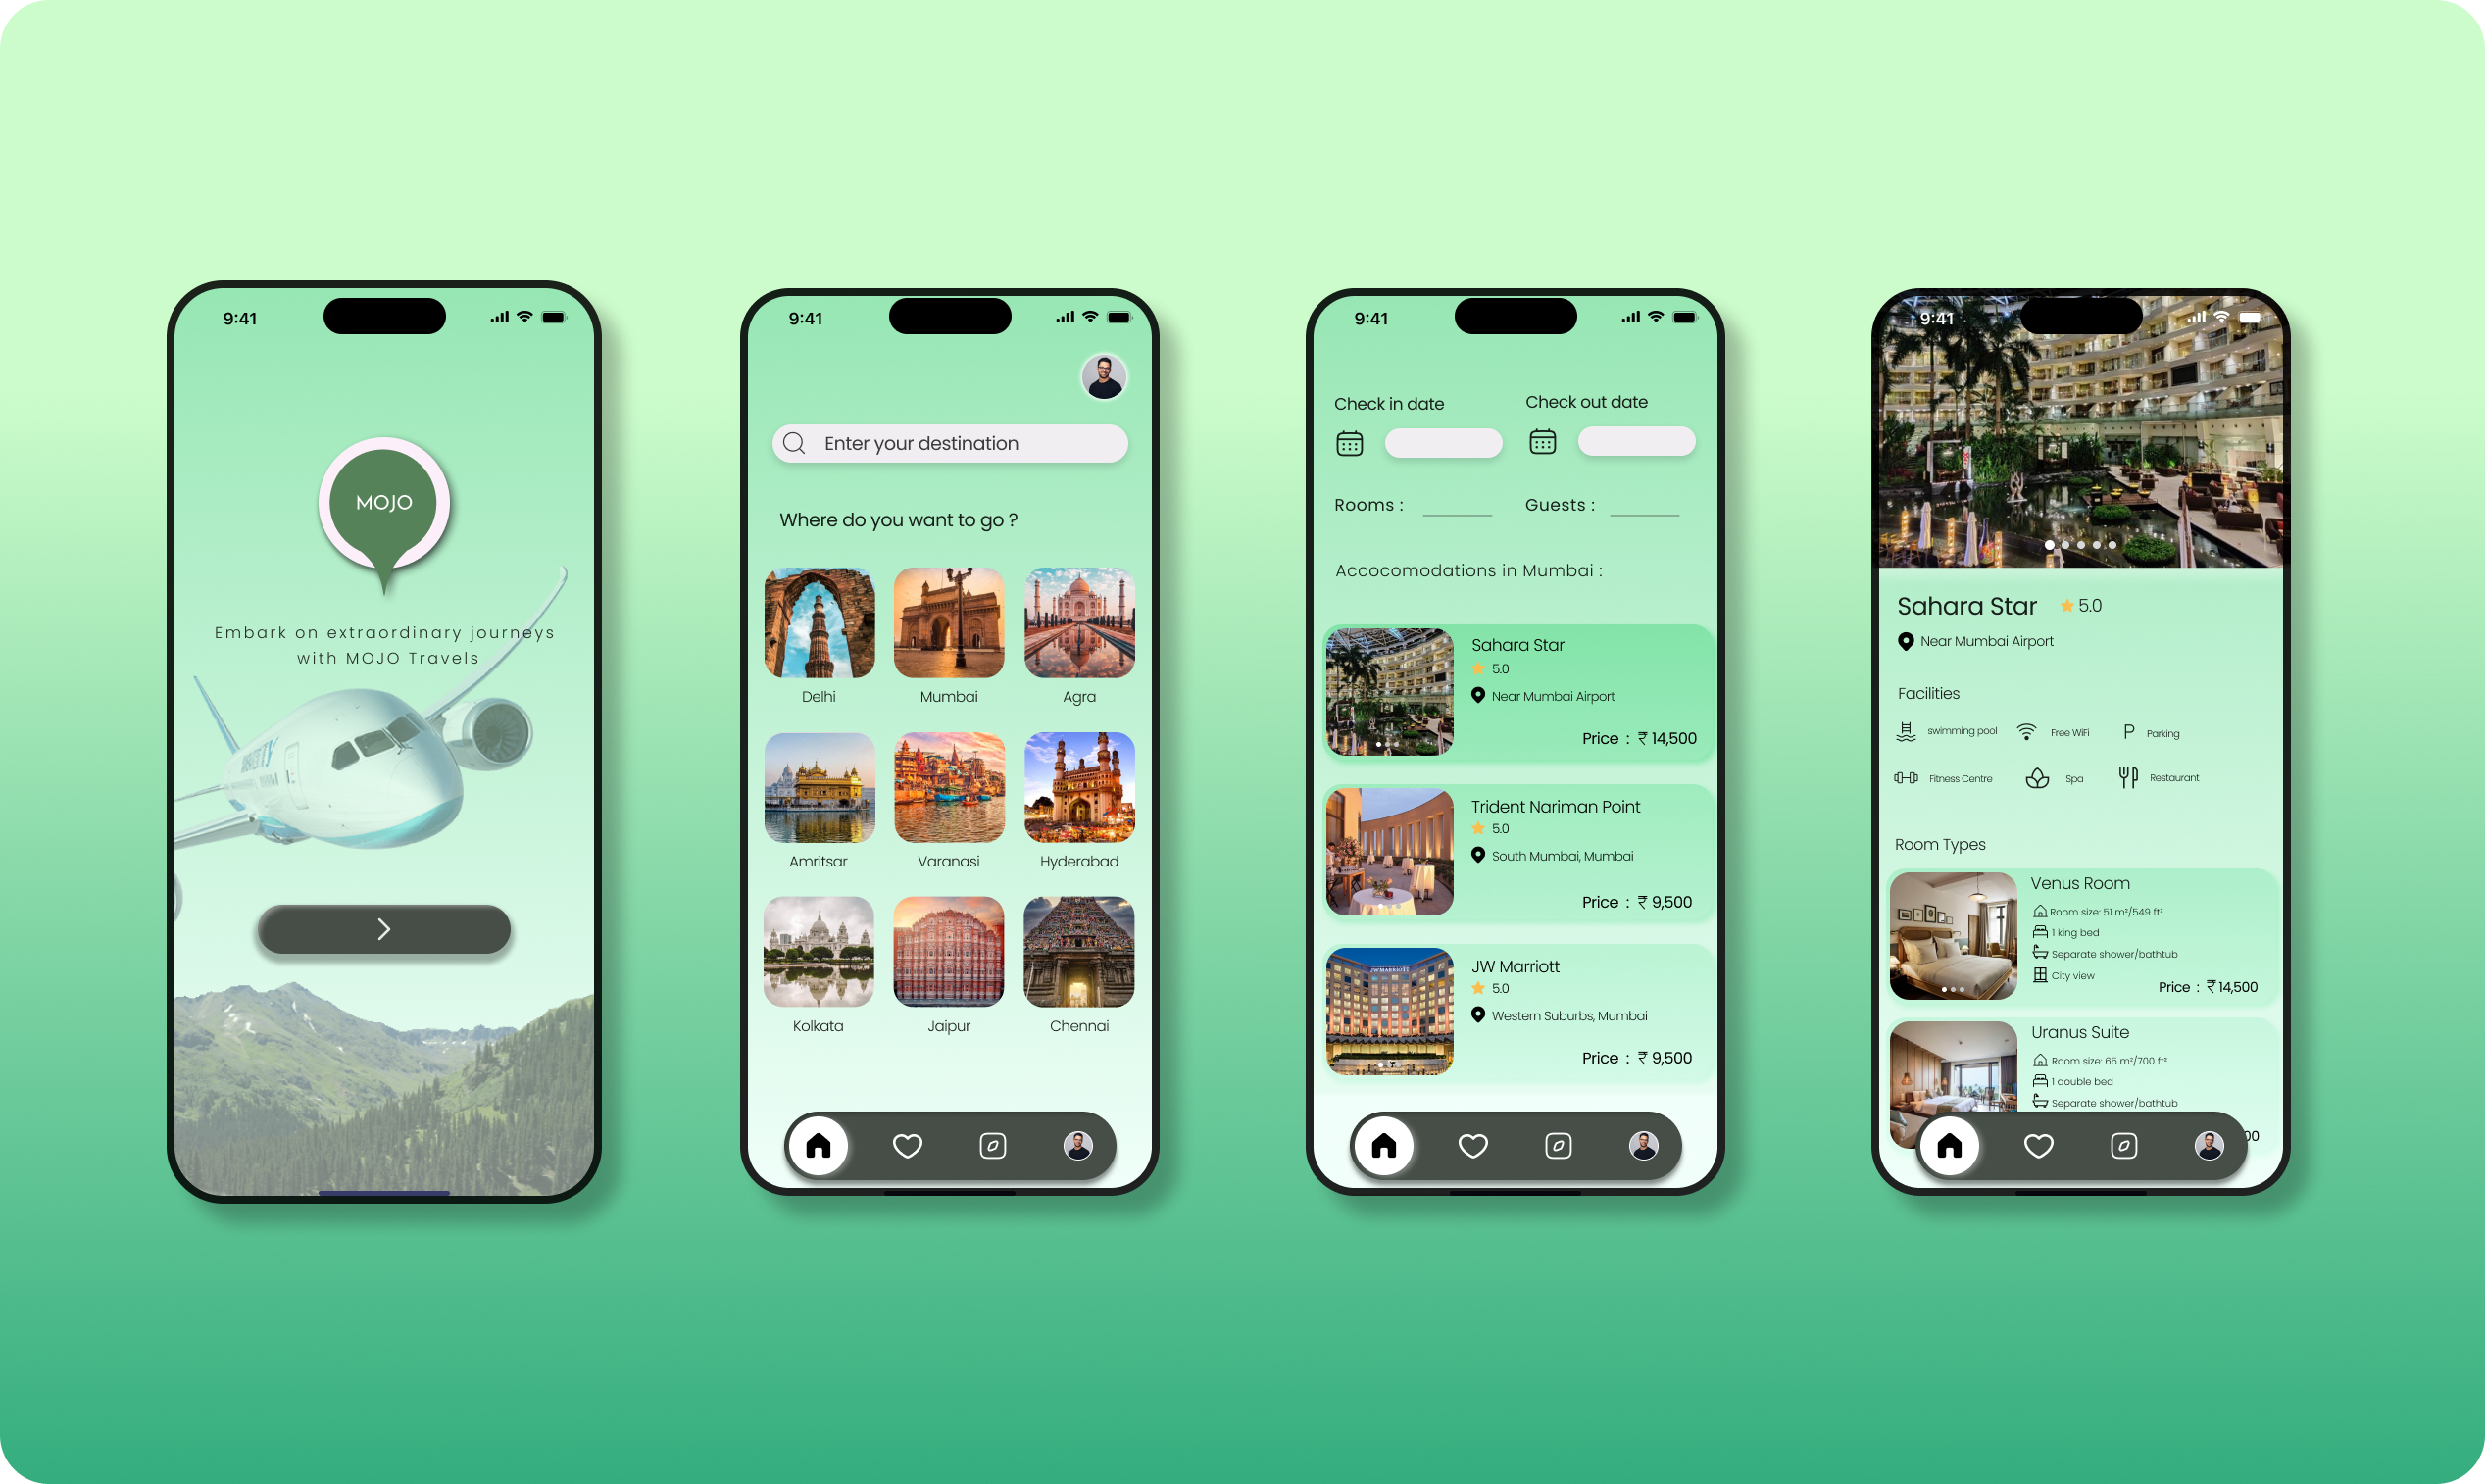 9:41
MOJO
Embark on extraordinary journeys
with MOJO Travels
9:41
Enter your destination
Where do you want to go ?
Delhi
Mumbai
Agra
Amritsar
Varanasi
Hyderabad
Kolkata
Jaipur
Chennai
9:41
Check in date
Check out date
Rooms :
Guests :
Accocomodations in Mumbai :
Sahara Star
5.0
Near Mumbai Airport
Price : ₹ 14,500
Trident Nariman Point
5.0
South Mumbai, Mumbai
Price : ₹ 9,500
JW MARRIOTT
JW Marriott
5.0
Western Suburbs, Mumbai
Price : ₹ 9,500
9:41
Sahara Star 5.0
Near Mumbai Airport
Facilities
swimming pool
Free WiFi
P Parking
Fitness Centre
Spa
Restaurant
Room Types
Venus Room
Room size: 51 m²/549 ft²
1 king bed
Separate shower/bathtub
City view
Price : ₹ 14,500
Uranus Suite
Room size: 65 m²/700 ft²
1 double bed
Separate shower/bathtub
00